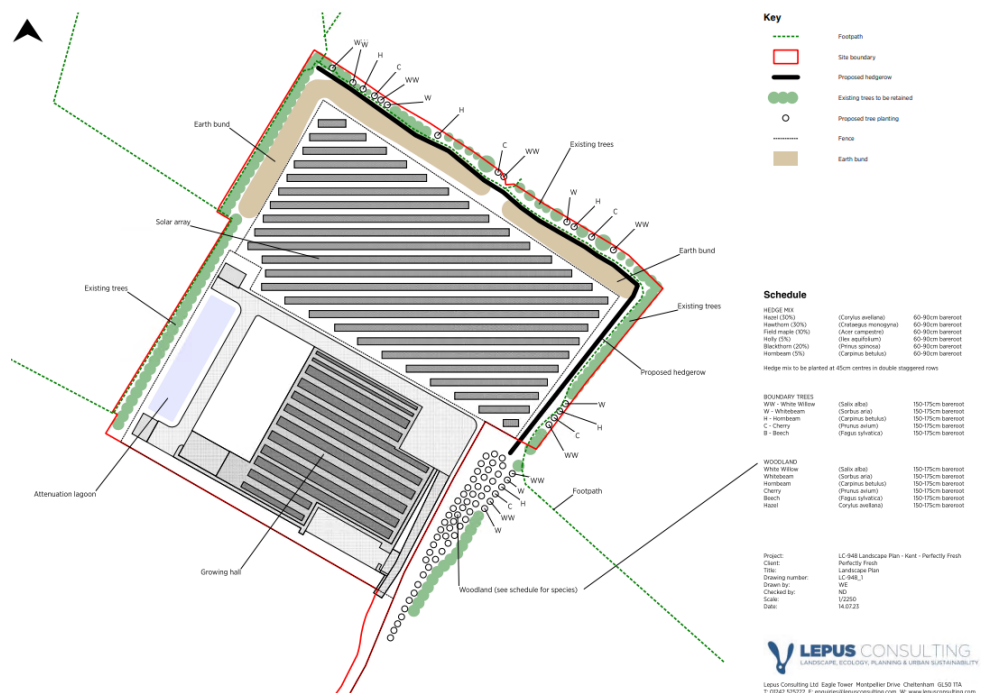 W
W
H
C
WW
W
H
C
WW
Existing trees
W
H
C
WW
Earth bund
Solar array
Earth bund
Existing trees
Existing trees
Proposed hedgerow
W
H
C
WW
Attenuation lagoon
Growing hall
WW
W
H
C
WW
W
Footpath
Woodland (see schedule for species)
Key
Footpath
Site boundary
Proposed hedgerow
Existing trees to be retained
Proposed tree planting
Fence
Earth bund
Schedule
HEDGE MIX
Hazel (30%) (Corylus avellana) 60-90cm bareroot
Hawthorn (30%) (Crataegus monogyna) 60-90cm bareroot
Field maple (10%) (Acer campestre) 60-90cm bareroot
Holly (5%) (Ilex aquifolium) 60-90cm bareroot
Blackthorn (20%) (Prinus spinosa) 60-90cm bareroot
Hornbeam (5%) (Carpinus betulus) 60-90cm bareroot
Hedge mix to be planted at 45cm centres in double staggered rows
BOUNDARY TREES
WW - White Willow (Salix alba) 150-175cm bareroot
W - Whitebeam (Sorbus aria) 150-175cm bareroot
H - Hornbeam (Carpinus betulus) 150-175cm bareroot
C - Cherry (Prunus avium) 150-175cm bareroot
B - Beech (Fagus sylvatica) 150-175cm bareroot
WOODLAND
White Willow (Salix alba) 150-175cm bareroot
Whitebeam (Sorbus aria) 150-175cm bareroot
Hornbeam (Carpinus betulus) 150-175cm bareroot
Cherry (Prunus avium) 150-175cm bareroot
Beech (Fagus sylvatica) 150-175cm bareroot
Hazel Corylus avellana) 150-175cm bareroot
Project: LC-948 Landscape Plan - Kent - Perfectly Fresh
Client: Perfectly Fresh
Title: Landscape Plan
Drawing number: LC-948_1
Drawn by: WE
Checked by: ND
Scale: 1/2250
Date: 14.07.23
LEPUS CONSULTING
LANDSCAPE, ECOLOGY, PLANNING & URBAN SUSTAINABILITY
Lepus Consulting Ltd Eagle Tower Montpellier Drive Cheltenham GL50 1TA